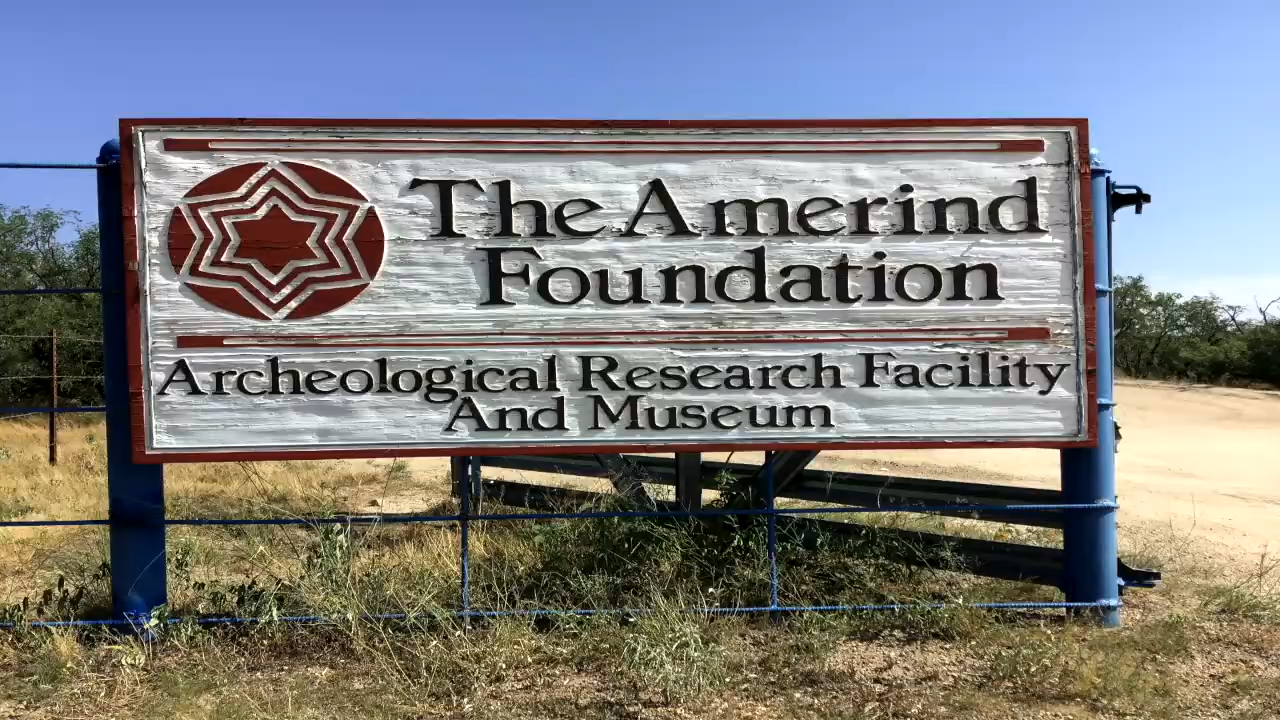 The Amerind
Foundation
Archeological Research Facility
And Museum